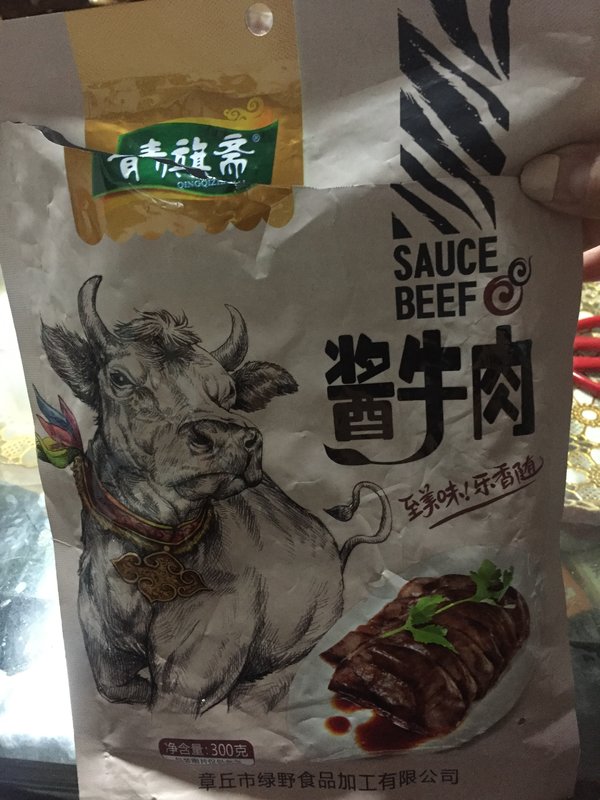 青旗斋®
SAUCE
BEEF
酱牛肉
至美味!乐香随
净含量:300克
章丘市绿野食品加工有限公司